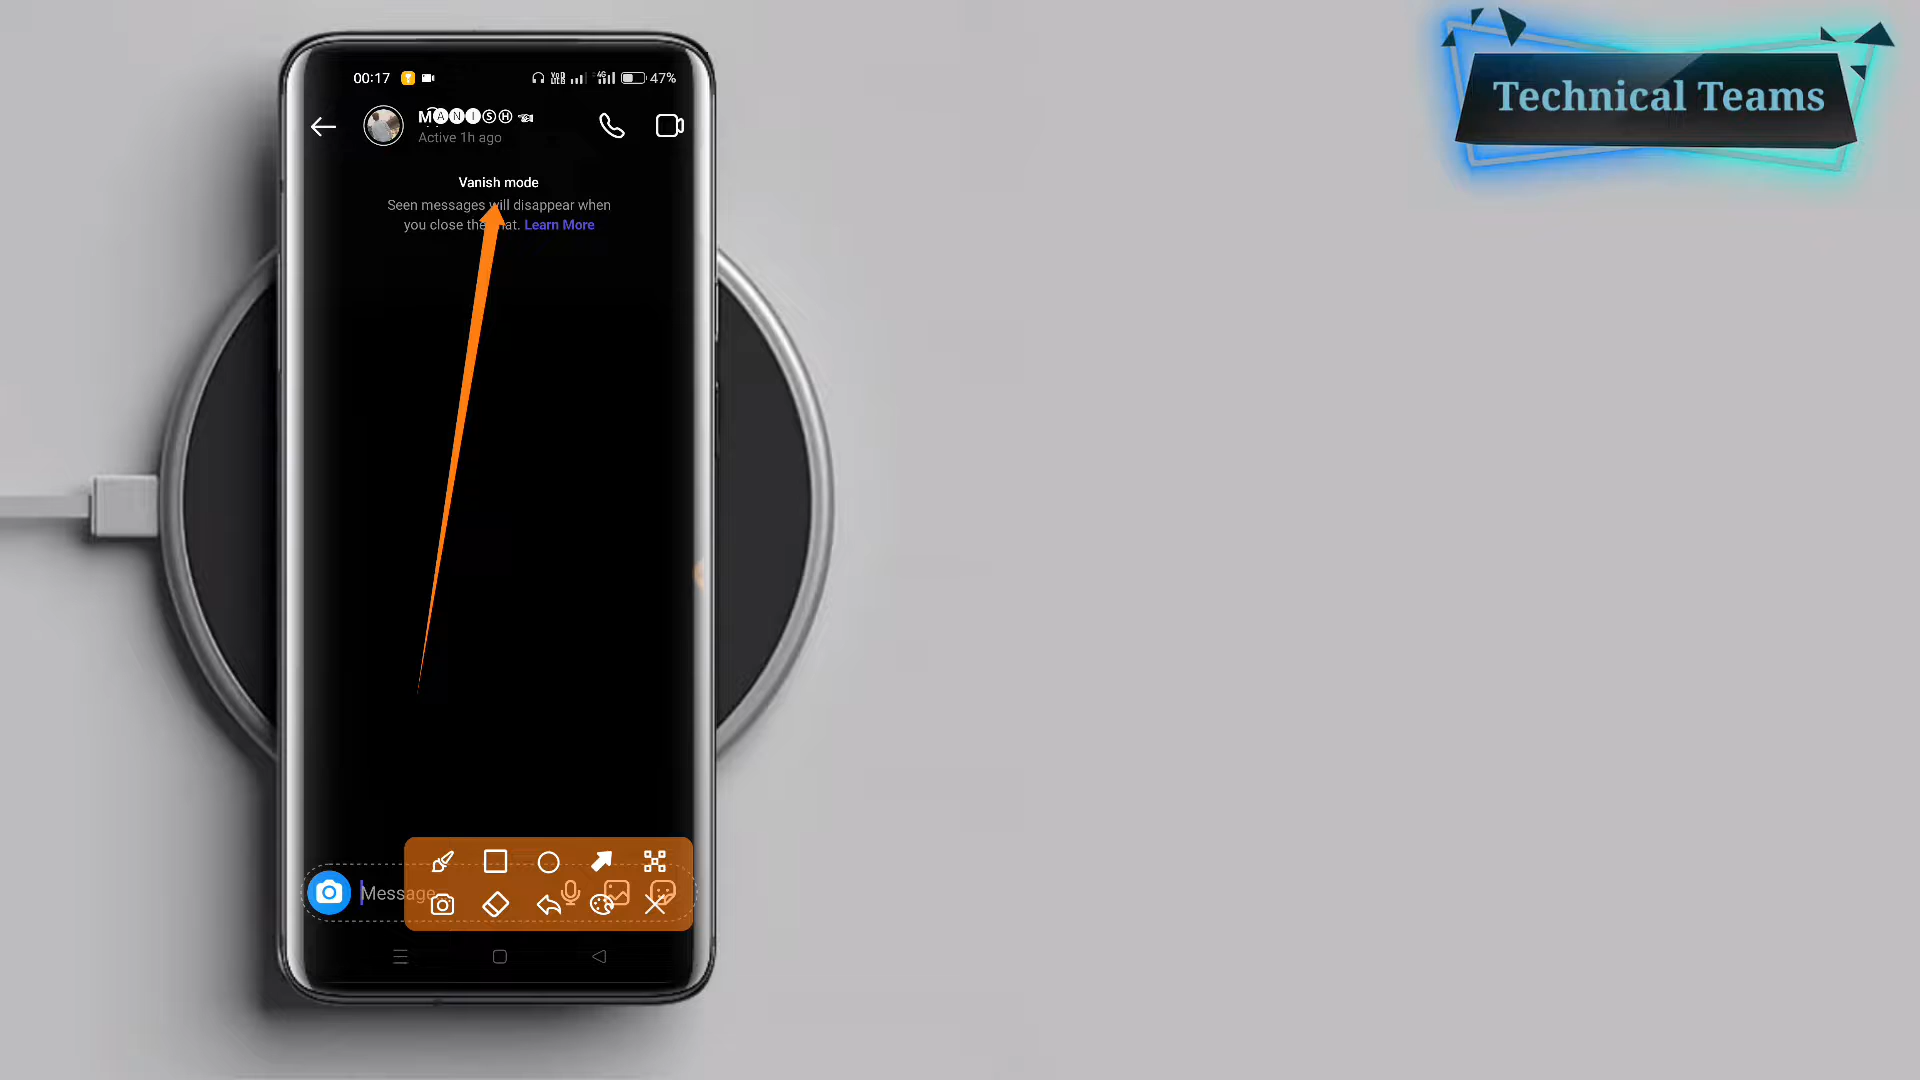 Technical Teams
00:17 47%
MⒶⓃⒾⓈⒽ
Active 1h ago
Vanish mode
Seen messages will disappear when
you close the chat. Learn More
Message